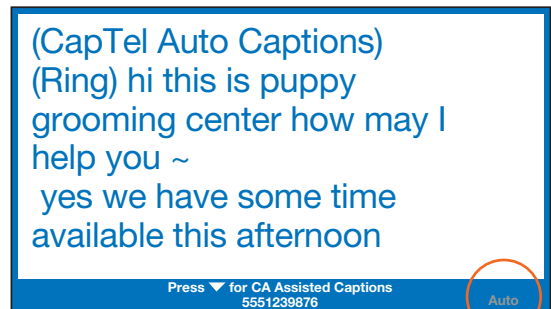 (CapTel Auto Captions)
(Ring) hi this is puppy
grooming center how may I
help you ~
yes we have some time
available this afternoon
Press ▼ for CA Assisted Captions
5551239876
Auto